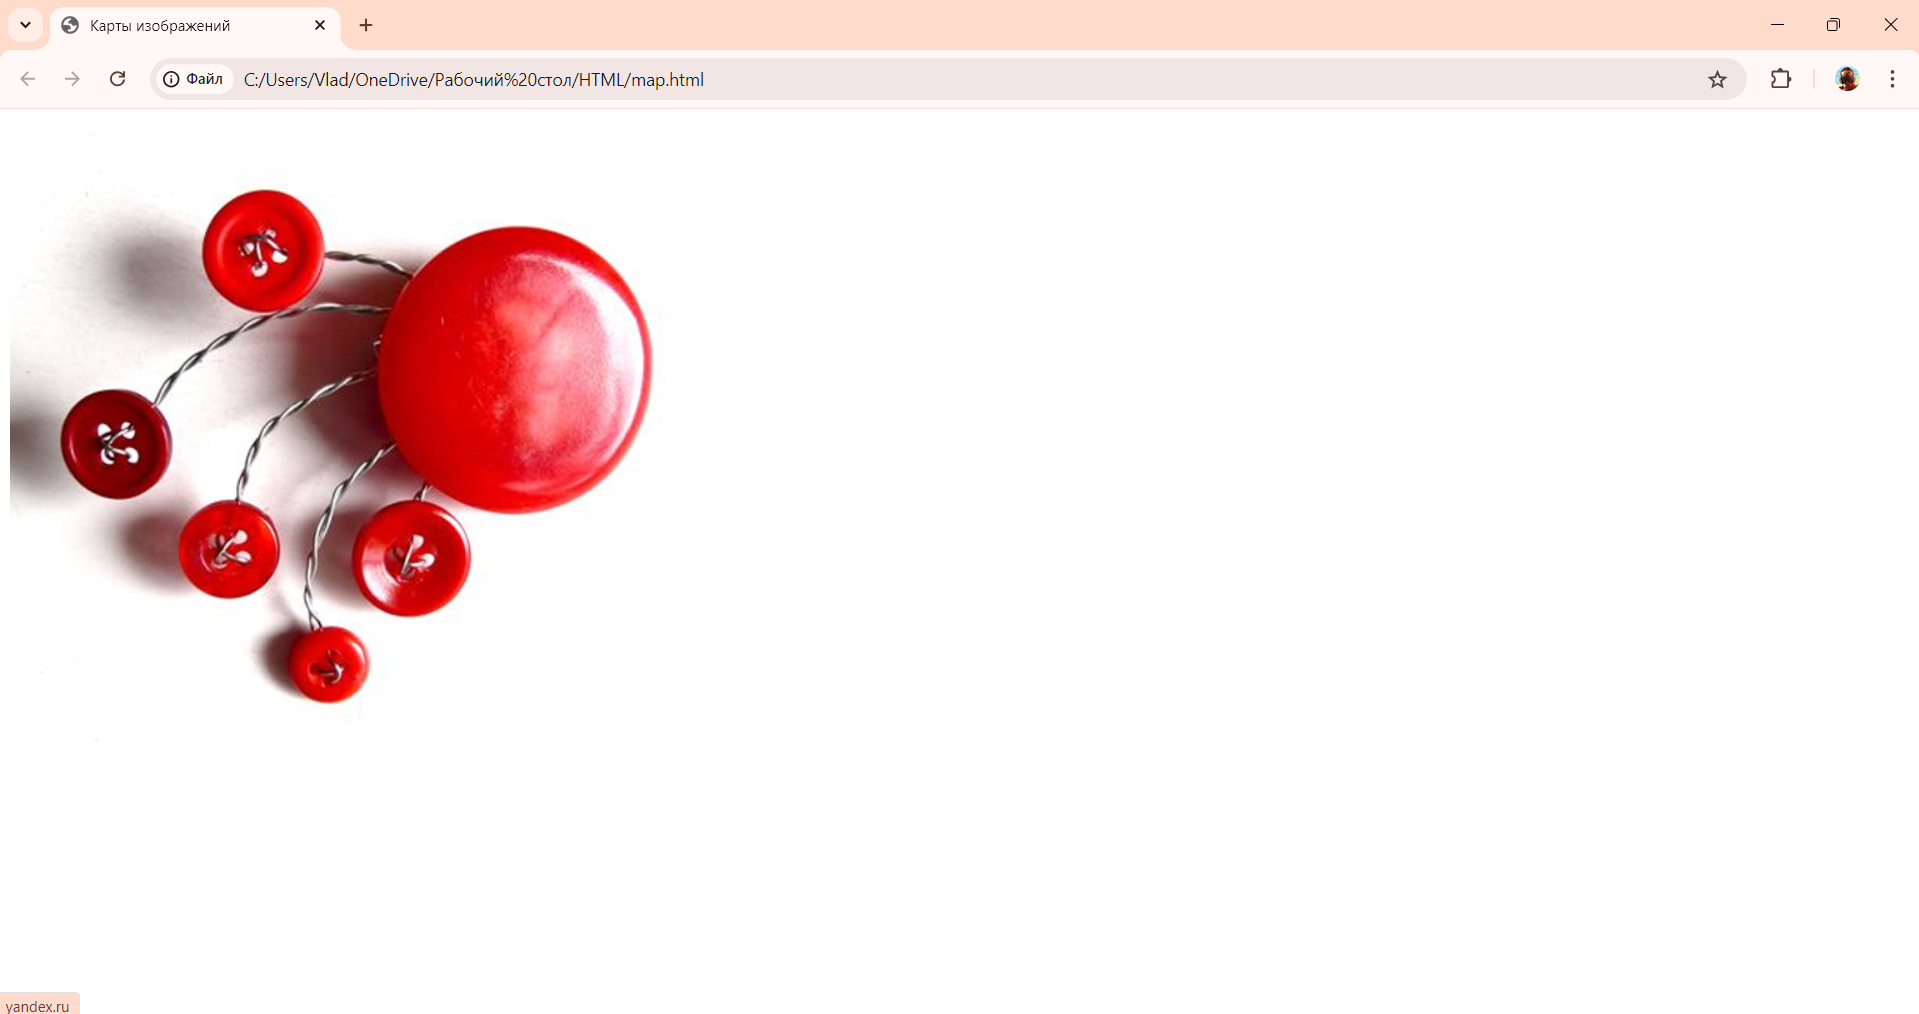 Карты изображений
Файл
C:/Users/Vlad/OneDrive/Рабочий%20стол/HTML/map.html
yandex.ru